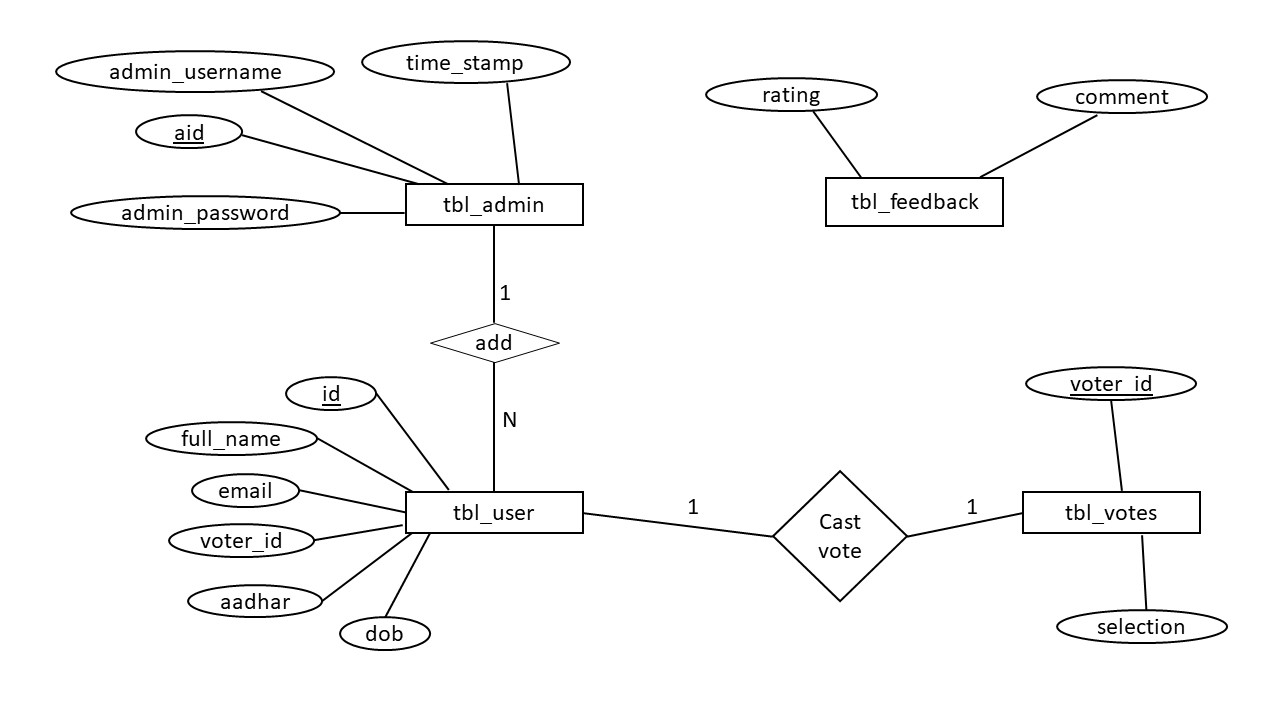 admin_username
time_stamp
rating
comment
aid
admin_password
tbl_admin
tbl_feedback
1
add
id
voter_id
N
full_name
email
tbl_user
1
1
Cast
vote
tbl_votes
voter_id
aadhar
dob
selection